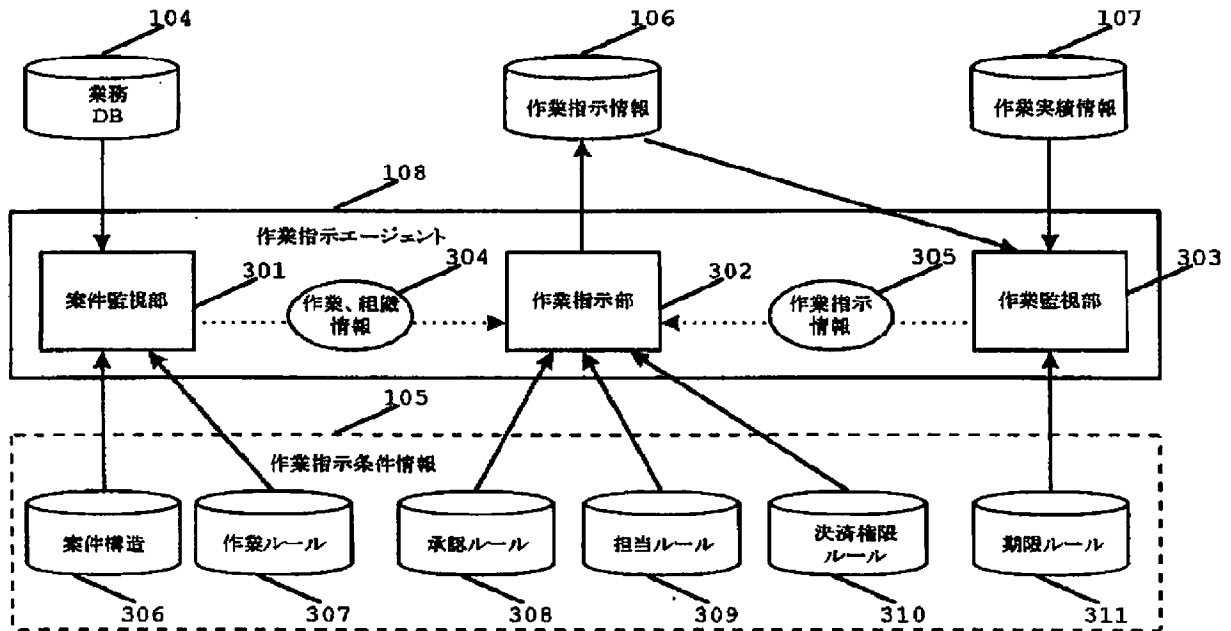 104
106
107
業務
DB
作業指示情報
作業実績情報
108
作業指示エージェント
301
304
302
305
303
案件監視部
作業、組織
情報
作業指示部
作業指示
情報
作業監視部
105
作業指示条件情報
案件構造
作業ルール
承認ルール
担当ルール
決済権限
ルール
期限ルール
306
307
308
309
310
311